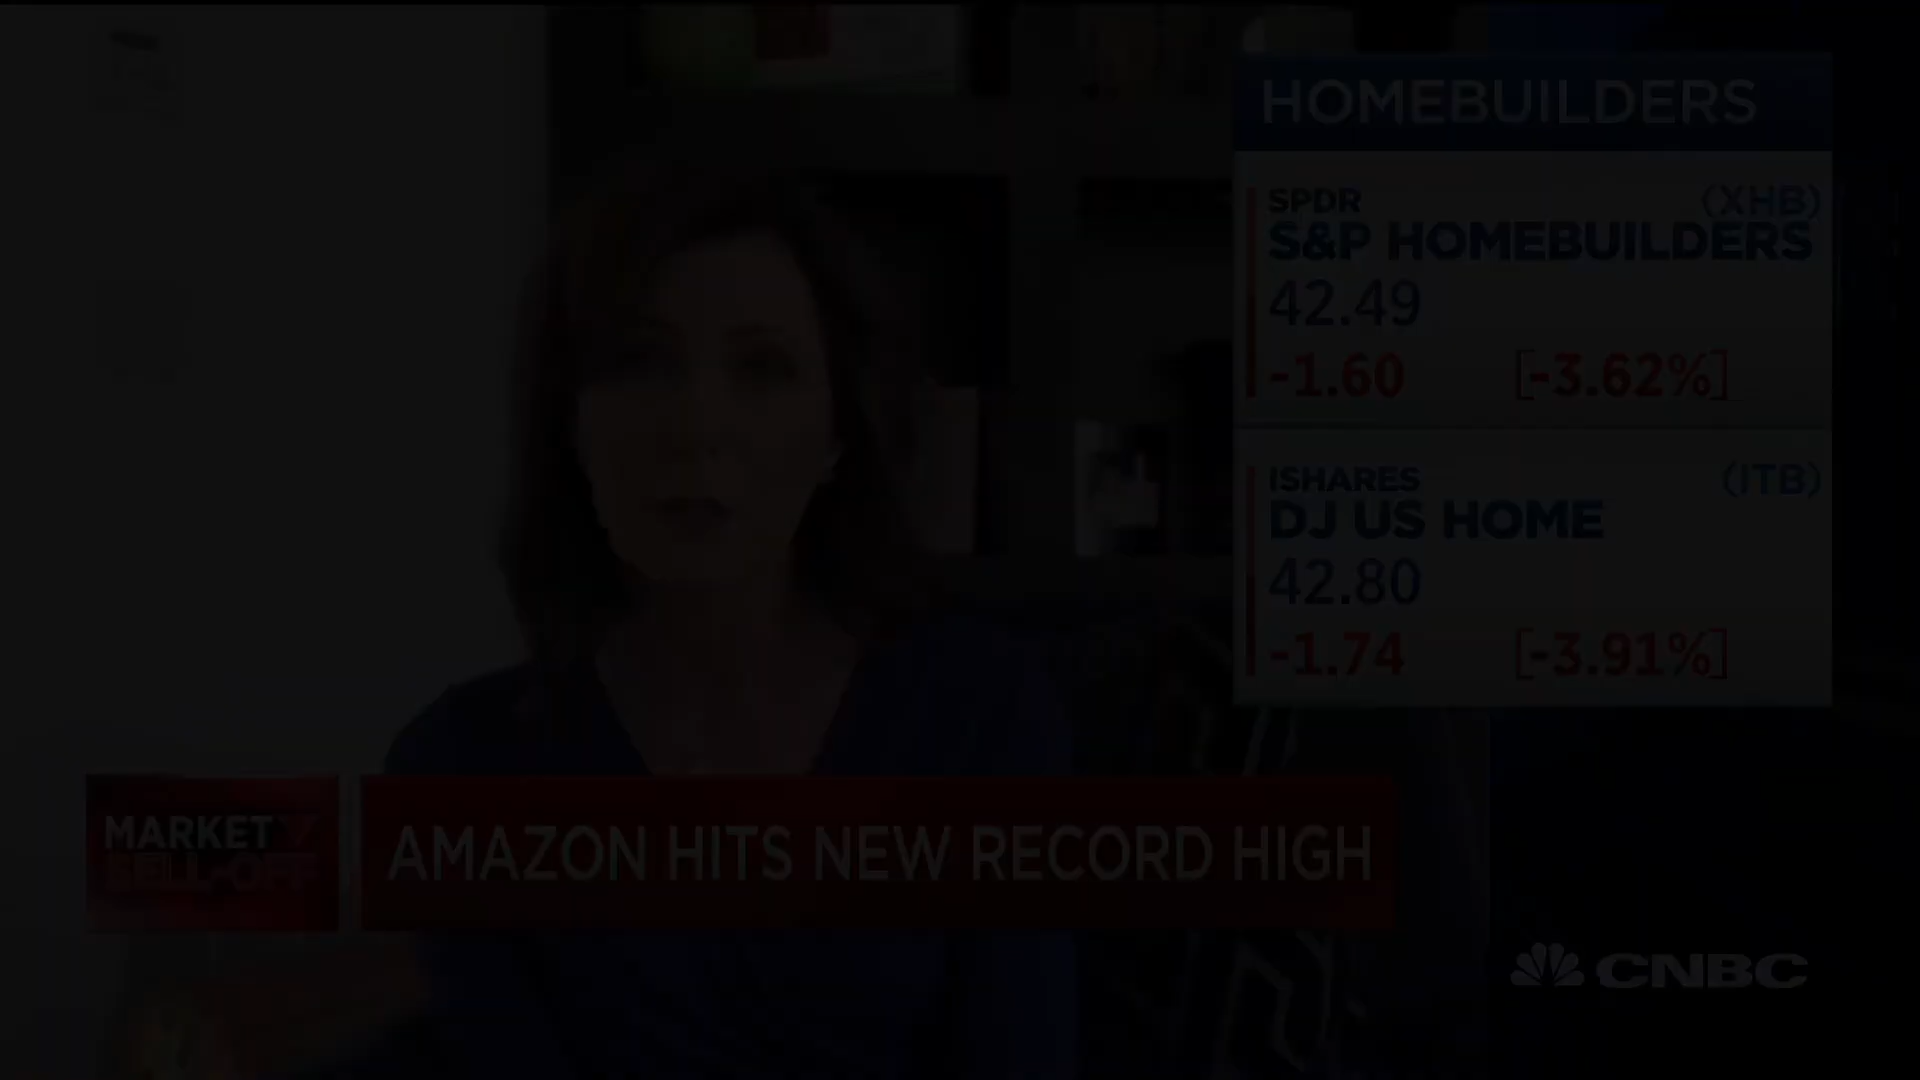 HOMEBUILDERS
SPDR (XHB)
S&P HOMEBUILDERS
42.49
-1.60 [-3.62%]
ISHARES (ITB)
DJ US HOME
42.80
-1.74 [-3.91%]
MARKET
SELL-OFF
AMAZON HITS NEW RECORD HIGH
CNBC